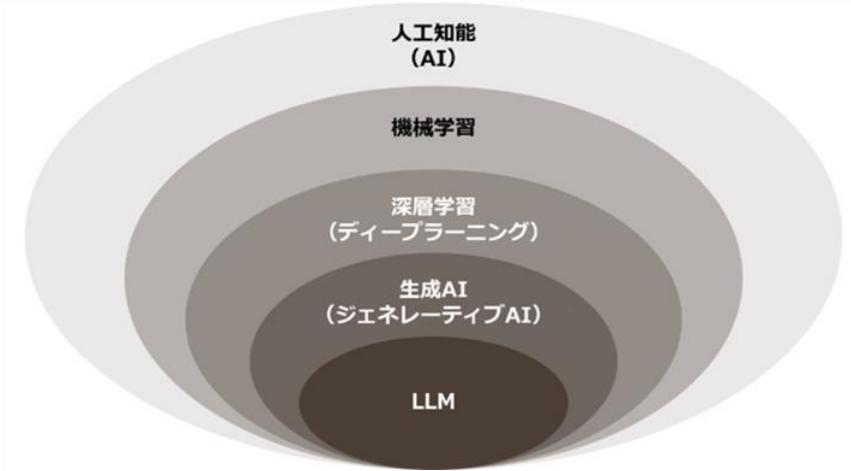 人工知能
（AI）
機械学習
深層学習
（ディープラーニング）
生成AI
（ジェネレーティブAI）
LLM